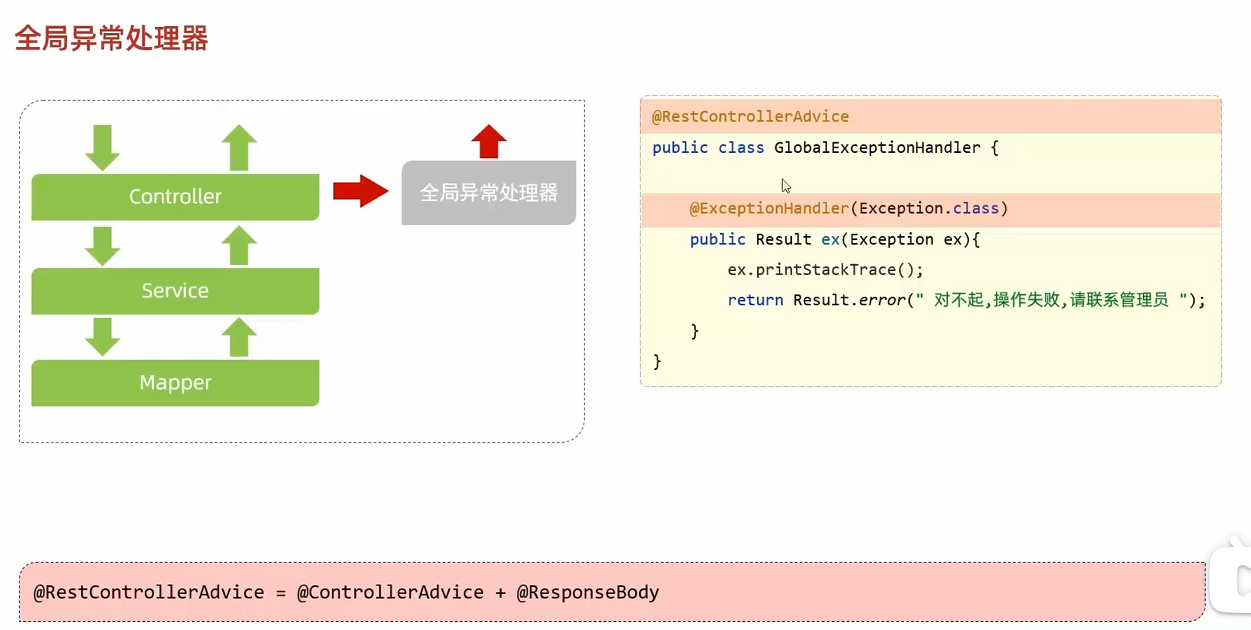 全局异常处理器
Controller
Service
Mapper
全局异常处理器
@RestControllerAdvice
public class GlobalExceptionHandler {
@ExceptionHandler(Exception.class)
public Result ex(Exception ex){
ex.printStackTrace();
return Result.error(" 对不起,操作失败,请联系管理员 ");
}
}
@RestControllerAdvice = @ControllerAdvice + @ResponseBody